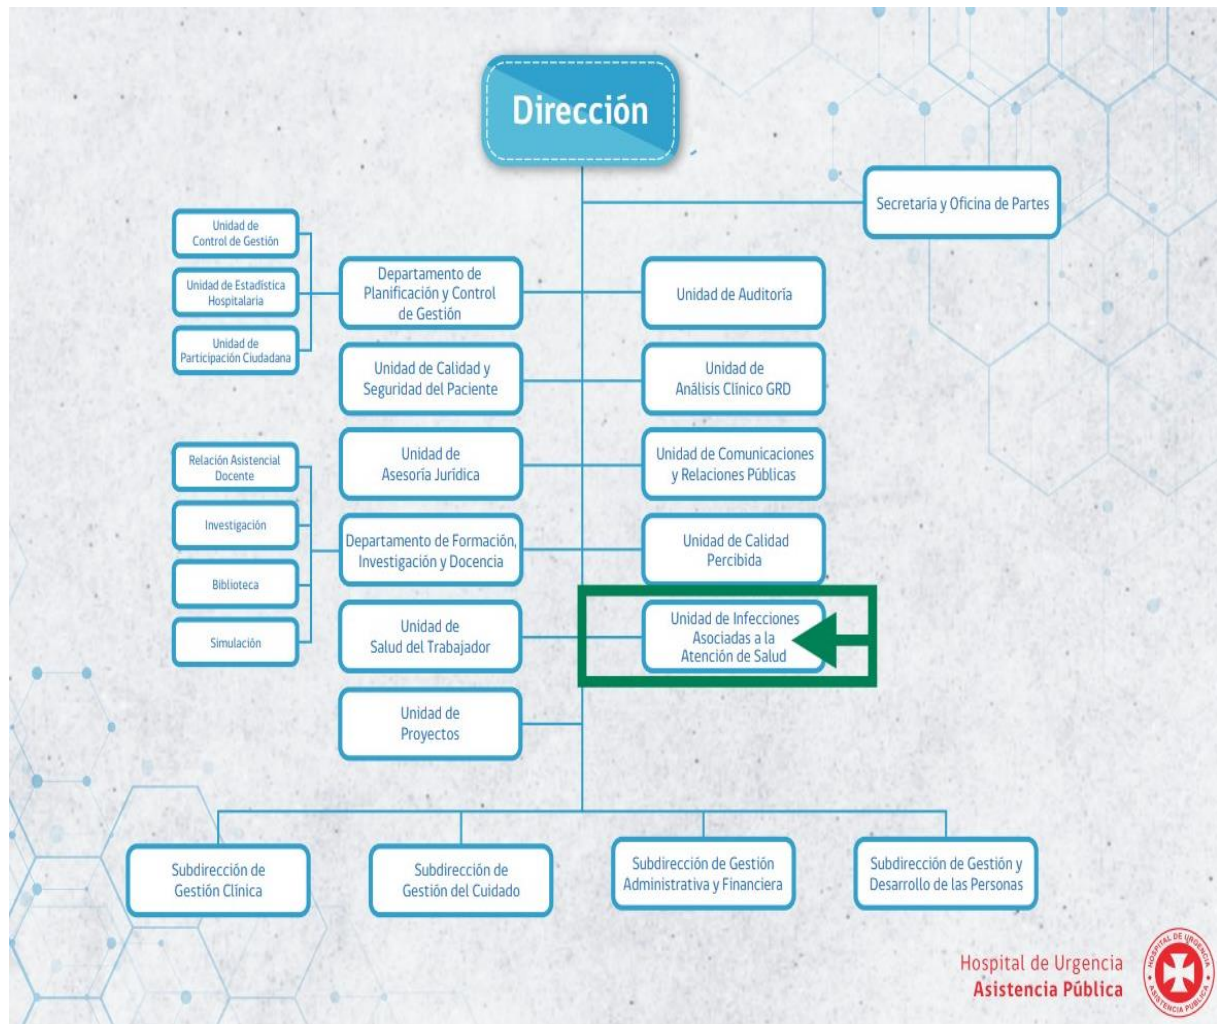 Dirección
Secretaría y Oficina de Partes
Unidad de
Control de Gestión
Unidad de Estadística
Hospitalaria
Unidad de
Participación Ciudadana
Departamento de
Planificación y Control
de Gestión
Unidad de Auditoría
Unidad de Calidad y
Seguridad del Paciente
Unidad de
Análisis Clínico GRD
Relación Asistencial
Docente
Investigación
Biblioteca
Simulación
Unidad de
Asesoría Jurídica
Unidad de Comunicaciones
y Relaciones Públicas
Departamento de Formación,
Investigación y Docencia
Unidad de Calidad
Percibida
Unidad de
Salud del Trabajador
Unidad de Infecciones
Asociadas a la
Atención de Salud
Unidad de
Proyectos
Subdirección de
Gestión Clínica
Subdirección de
Gestión del Cuidado
Subdirección de Gestión
Administrativa y Financiera
Subdirección de Gestión y
Desarrollo de las Personas
Hospital de Urgencia
Asistencia Pública
HOSPITAL DE URGENCIA
ASISTENCIA PÚBLICA